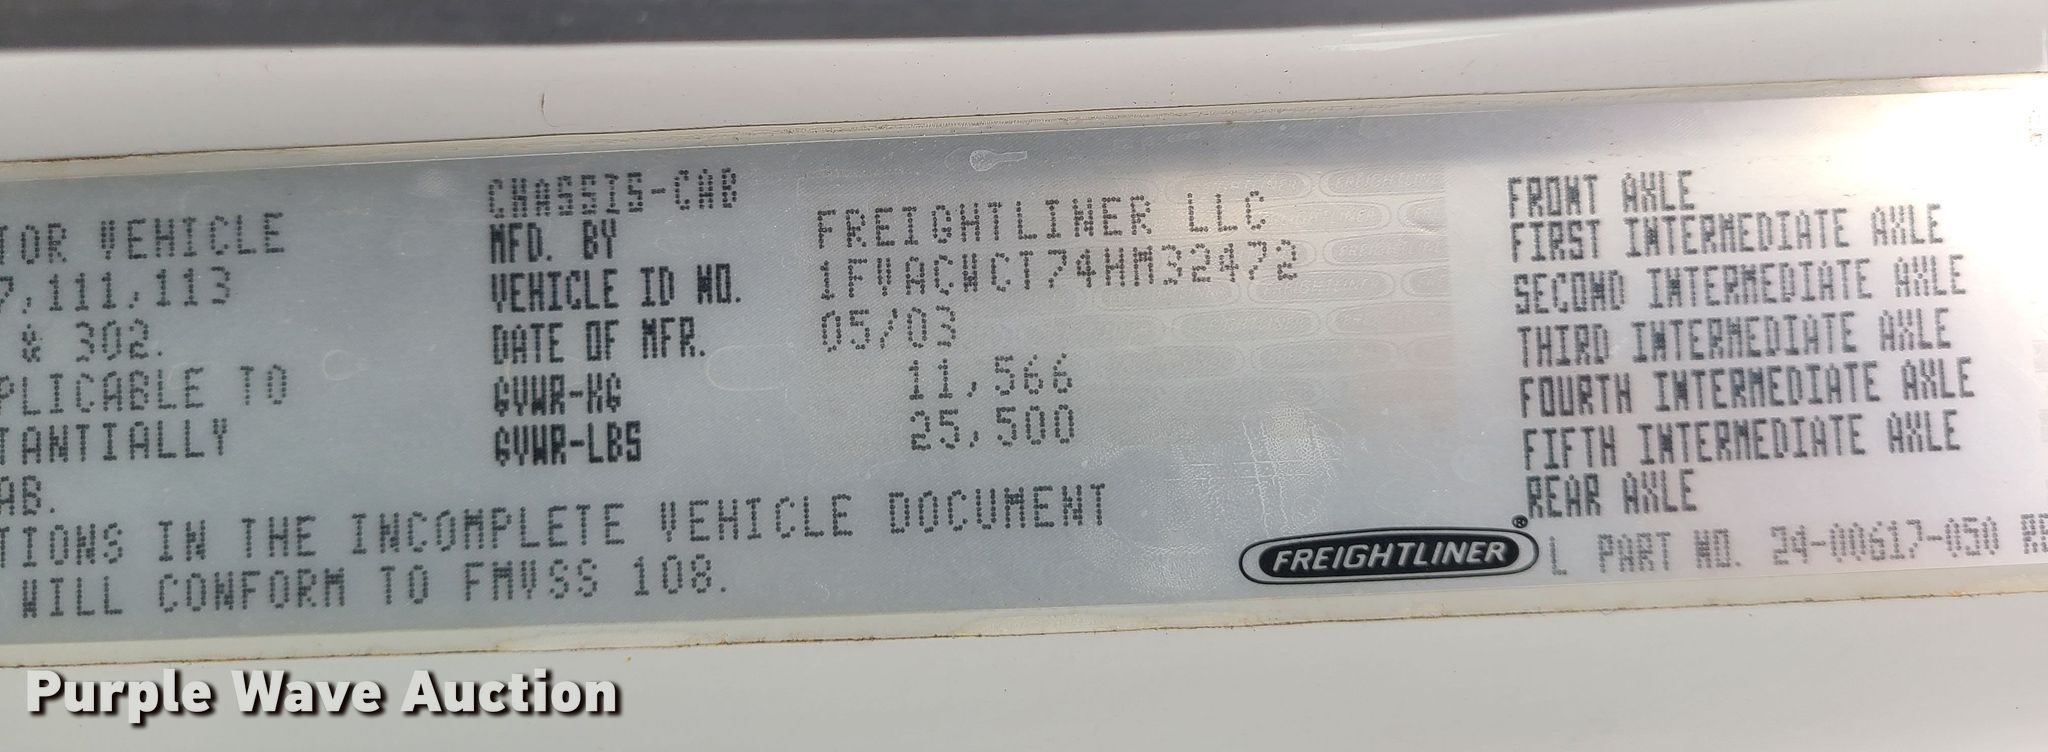 CHASSIS-CAB
TOR VEHICLE
7,111,113
& 302.
PLICABLE TO
TANTIALLY
AB.
MFD. BY FREIGHTLINER LLC
VEHICLE ID NO. 1FVACWCT74HM32472
DATE OF MFR. 05/03
GVWR-KG 11,566
GVWR-LBS 25,500
TIONS IN THE INCOMPLETE VEHICLE DOCUMENT
WILL CONFORM TO FMVSS 108.
FRONT AXLE
FIRST INTERMEDIATE AXLE
SECOND INTERMEDIATE AXLE
THIRD INTERMEDIATE AXLE
FOURTH INTERMEDIATE AXLE
FIFTH INTERMEDIATE AXLE
REAR AXLE
FREIGHTLINER®
L PART NO. 24-00617-050
Purple Wave Auction